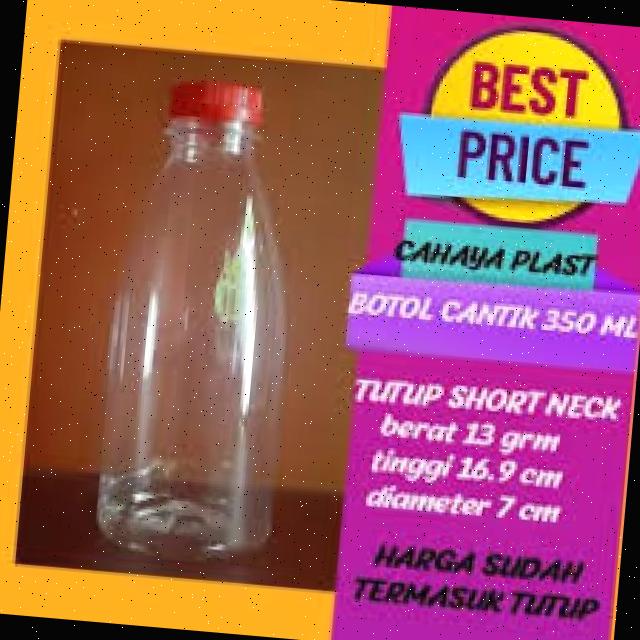 BEST
PRICE
CAHAYA PLAST
BOTOL CANTIK 350 ML
TUTUP SHORT NECK
berat 13 grm
tinggi 16.9 cm
diameter 7 cm
HARGA SUDAH
TERMASUK TUTUP